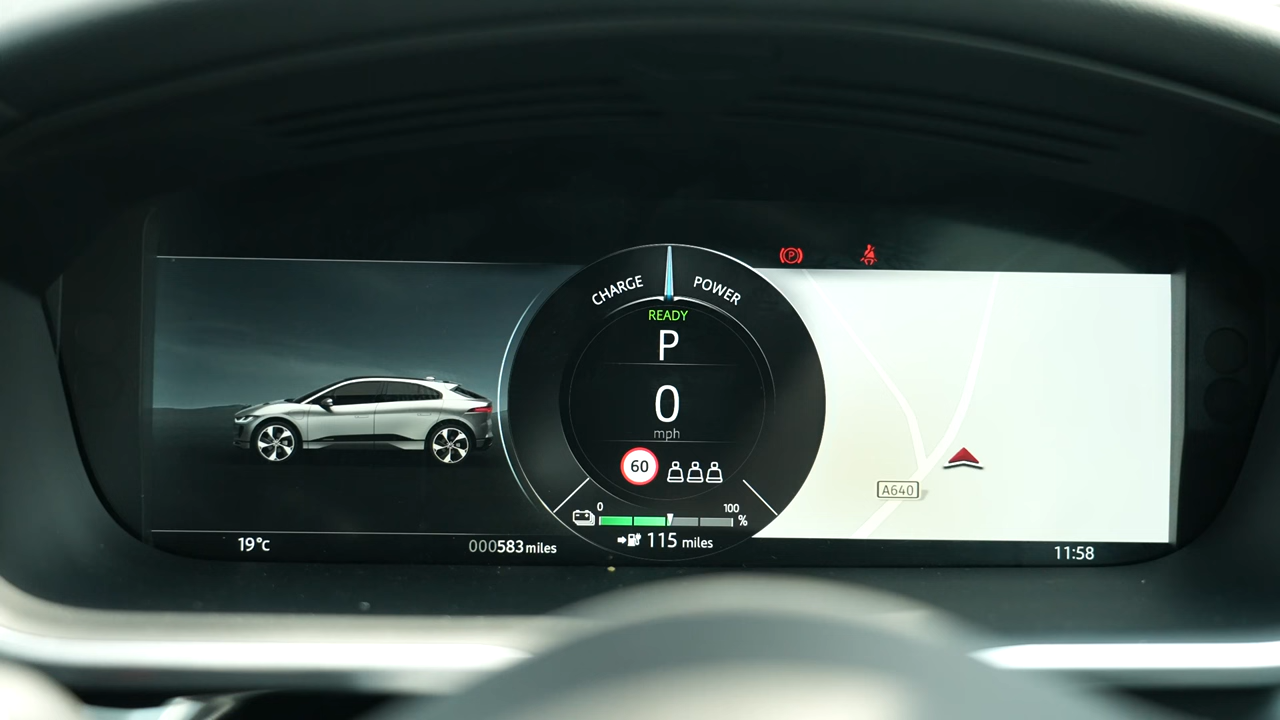 CHARGE POWER
READY
P
0
mph
60
0 100
%
115 miles
A640
19°c
000583 miles
11:58
P